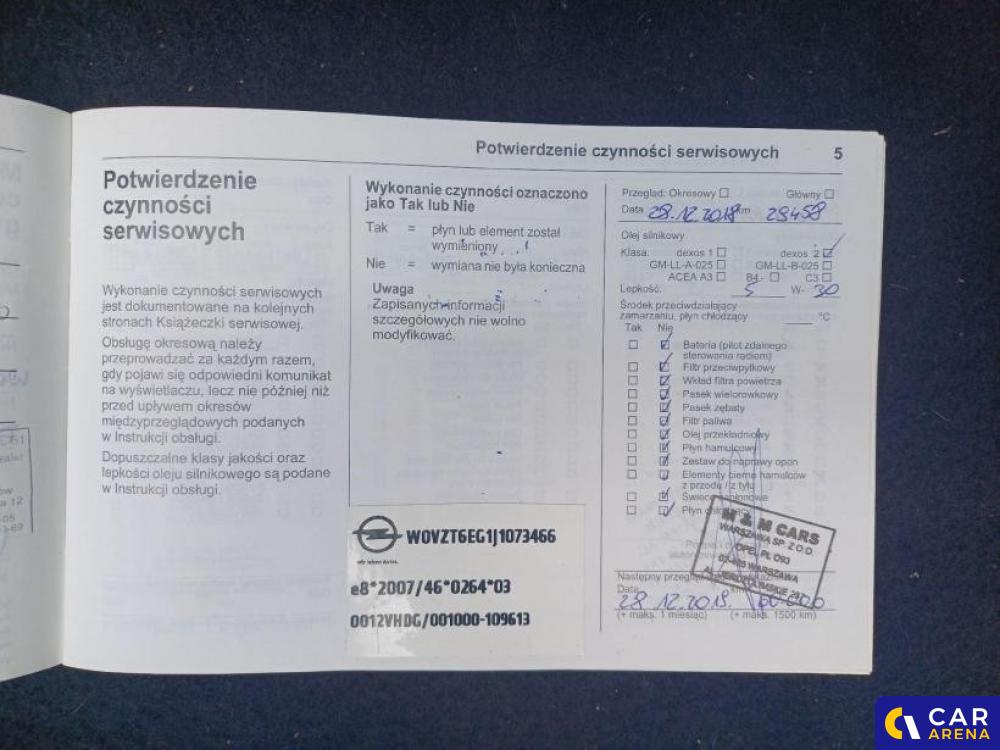 Potwierdzenie czynności serwisowych 5
Potwierdzenie
czynności
serwisowych
Wykonanie czynności serwisowych
jest dokumentowane na kolejnych
stronach Książeczki serwisowej.
Obsługę okresową należy
przeprowadzać za każdym razem,
gdy pojawi się odpowiedni komunikat
na wyświetlaczu, lecz nie później niż
przed upływem okresów
międzyprzeglądowych podanych
w Instrukcji obsługi.
Dopuszczalne klasy jakości oraz
lepkości oleju silnikowego są podane
w Instrukcji obsługi.
Wykonanie czynności oznaczono
jako Tak lub Nie
Tak = płyn lub element został
wymieniony
Nie = wymiana nie była konieczna
Uwaga
Zapisanych informacji
szczegółowych nie wolno
modyfikować.
W0VZT6EG1J1073466
e8*2007/46*0264*03
0012VHDG/001000-109613
Przegląd: Okresowy Główny
Data 28.12.2018 km 29458
Olej silnikowy
Klasa: dexos 1 dexos 2
GM-LL-A-025 GM-LL-B-025
ACEA A3 B4- C3
Lepkość: 5 W- 30
Środek przeciwdziałający
zamarzaniu, płyn chłodzący °C
Tak Nie
Bateria (pilot zdalnego
sterowania radiem)
Filtr przeciwpyłkowy
Wkład filtra powietrza
Pasek wielorowkowy
Pasek zębaty
Filtr paliwa
Olej przekładniowy
Płyn hamulcowy
Zestaw do naprawy opon
Elementy cierne hamulców
z przodu / z tyłu
Świece zapłonowe
Płyn
M & M CARS
WARSZAWA SP. Z O.O.
OPEL PL O93
WARSZAWA
Następny przegląd
Data km
28.12.2019. 60 000
(+ maks. 1 miesiąc) (+ maks. 1500 km)
CAR
ARENA